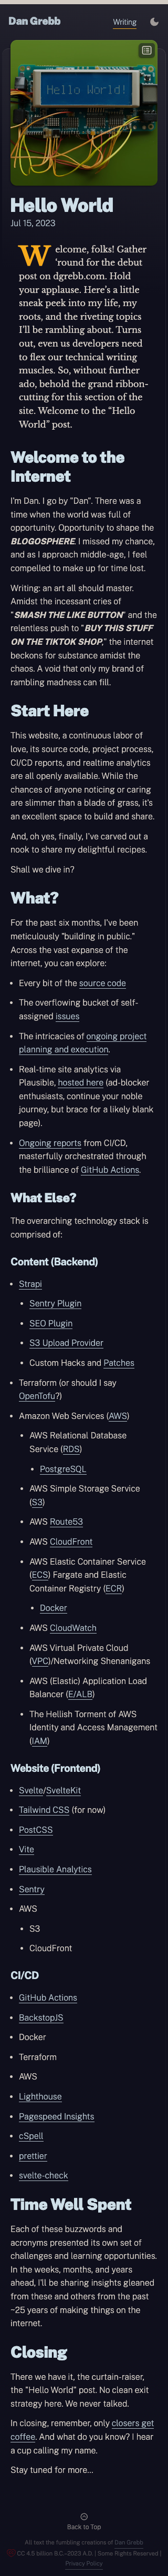 Dan Grebb
Writing
Hello World!
Hello World
Jul 15, 2023
Welcome, folks! Gather
'round for the debut
post on dgrebb.com. Hold
your applause. Here's a little
sneak peek into my life, my
roots, and the riveting topics
I'll be rambling about. Turns
out, even us developers need
to flex our technical writing
muscles. So, without further
ado, behold the grand ribbon-
cutting for this section of the
site. Welcome to the “Hello
World” post.
Welcome to the
Internet
I'm Dan. I go by "Dan". There was a
time when the world was full of
opportunity. Opportunity to shape the
BLOGOSPHERE. I missed my chance,
and as I approach middle-age, I feel
compelled to make up for lost time.
Writing: an art all should master.
Amidst the incessant cries of
"SMASH THE LIKE BUTTON" and the
relentless push to "BUY THIS STUFF
ON THE TIKTOK SHOP," the internet
beckons for substance amidst the
chaos. A void that only my brand of
rambling madness can fill.
Start Here
This website, a continuous labor of
love, its source code, project process,
CI/CD reports, and realtime analytics
are all openly available. While the
chances of anyone noticing or caring
are slimmer than a blade of grass, it's
an excellent space to build and share.
And, oh yes, finally, I've carved out a
nook to share my delightful recipes.
Shall we dive in?
What?
For the past six months, I've been
meticulously "building in public."
Across the vast expanse of the
internet, you can explore:
• Every bit of the source code
• The overflowing bucket of self-
assigned issues
• The intricacies of ongoing project
planning and execution.
• Real-time site analytics via
Plausible, hosted here (ad-blocker
enthusiasts, continue your noble
journey, but brace for a likely blank
page).
• Ongoing reports from CI/CD,
masterfully orchestrated through
the brilliance of GitHub Actions.
What Else?
The overarching technology stack is
comprised of:
Content (Backend)
• Strapi
• Sentry Plugin
• SEO Plugin
• S3 Upload Provider
• Custom Hacks and Patches
• Terraform (or should I say
OpenTofu?)
• Amazon Web Services (AWS)
• AWS Relational Database
Service (RDS)
• PostgreSQL
• AWS Simple Storage Service
(S3)
• AWS Route53
• AWS CloudFront
• AWS Elastic Container Service
(ECS) Fargate and Elastic
Container Registry (ECR)
• Docker
• AWS CloudWatch
• AWS Virtual Private Cloud
(VPC)/Networking Shenanigans
• AWS (Elastic) Application Load
Balancer (E/ALB)
• The Hellish Torment of AWS
Identity and Access Management
(IAM)
Website (Frontend)
• Svelte/SvelteKit
• Tailwind CSS (for now)
• PostCSS
• Vite
• Plausible Analytics
• Sentry
• AWS
• S3
• CloudFront
CI/CD
• GitHub Actions
• BackstopJS
• Docker
• Terraform
• AWS
• Lighthouse
• Pagespeed Insights
• cSpell
• prettier
• svelte-check
Time Well Spent
Each of these buzzwords and
acronyms presented its own set of
challenges and learning opportunities.
In the weeks, months, and years
ahead, I'll be sharing insights gleaned
from these and others from the past
~25 years of making things on the
internet.
Closing
There we have it, the curtain-raiser,
the "Hello World" post. No clean exit
strategy here. We never talked.
In closing, remember, only closers get
coffee. And what do you know? I hear
a cup calling my name.
Stay tuned for more...
Back to Top
All text the fumbling creations of Dan Grebb
CC 4.5 billion B.C.–2023 A.D. | Some Rights Reserved |
Privacy Policy